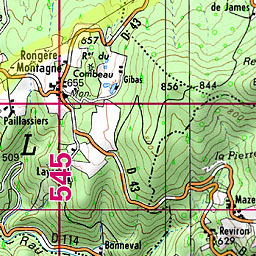 de James
D. 43
657
Rongère
Montagne
Rᵃᵘ du
Combeau
Gibas
655
856
844
Paillassiers
L
509
545
D. 43
la Pierre
Maze
Reviron
629
D 114
Bonneval